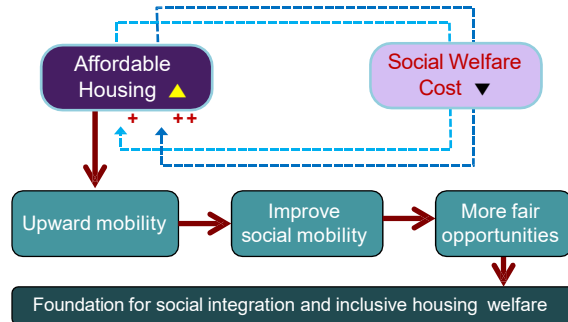 Affordable
Housing
Social Welfare
Cost
+
++
Upward mobility
Improve
social mobility
More fair
opportunities
Foundation for social integration and inclusive housing welfare